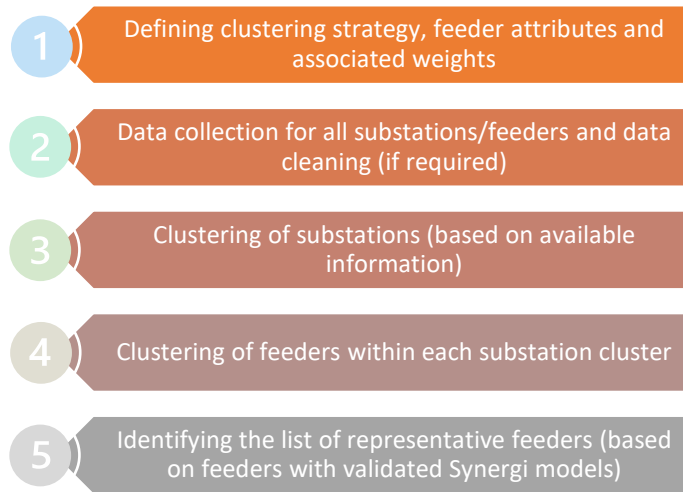 1
Defining clustering strategy, feeder attributes and
associated weights
2
Data collection for all substations/feeders and data
cleaning (if required)
3
Clustering of substations (based on available
information)
4
Clustering of feeders within each substation cluster
5
Identifying the list of representative feeders (based
on feeders with validated Synergi models)